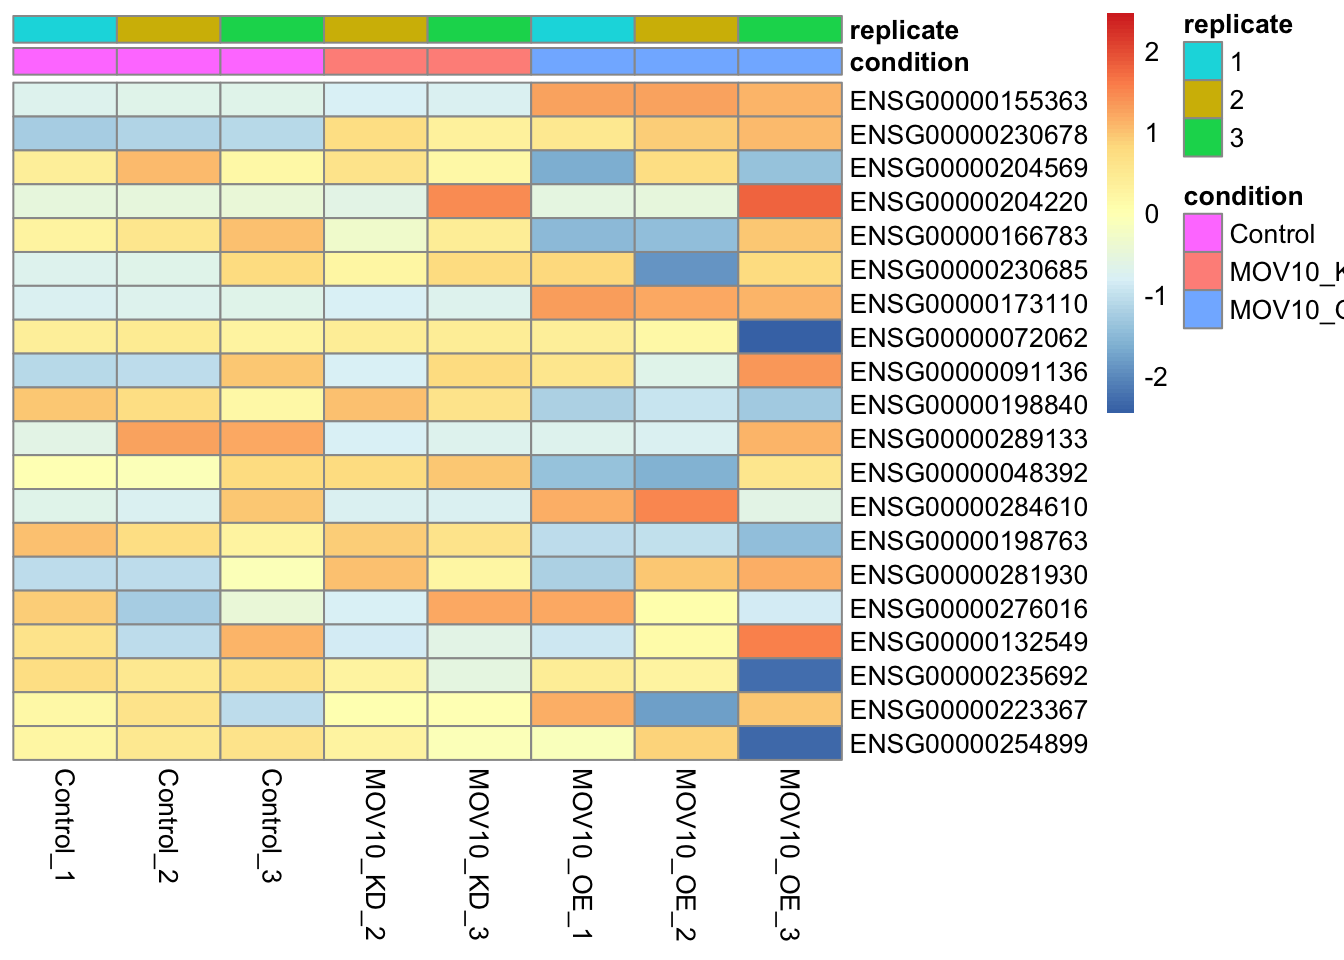 replicate
condition
ENSG00000155363
ENSG00000230678
ENSG00000204569
ENSG00000204220
ENSG00000166783
ENSG00000230685
ENSG00000173110
ENSG00000072062
ENSG00000091136
ENSG00000198840
ENSG00000289133
ENSG00000048392
ENSG00000284610
ENSG00000198763
ENSG00000281930
ENSG00000276016
ENSG00000132549
ENSG00000235692
ENSG00000223367
ENSG00000254899
Control_1
Control_2
Control_3
MOV10_KD_2
MOV10_KD_3
MOV10_OE_1
MOV10_OE_2
MOV10_OE_3
2
1
0
-1
-2
replicate
1
2
3
condition
Control
MOV10_K
MOV10_